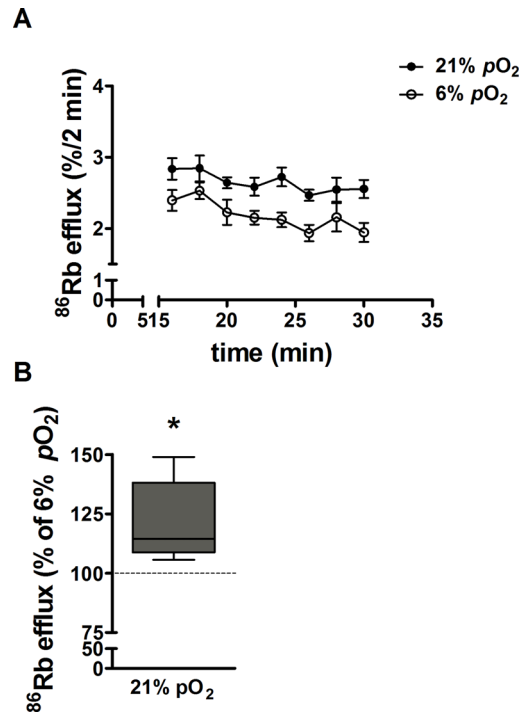 A
21% pO2
6% pO2
86Rb efflux (%/2 min)
4
3
2
1
0
0 5 15 20 25 30 35
time (min)
B
*
86Rb efflux (% of 6% pO2)
150
125
100
75
50
0
21% pO2